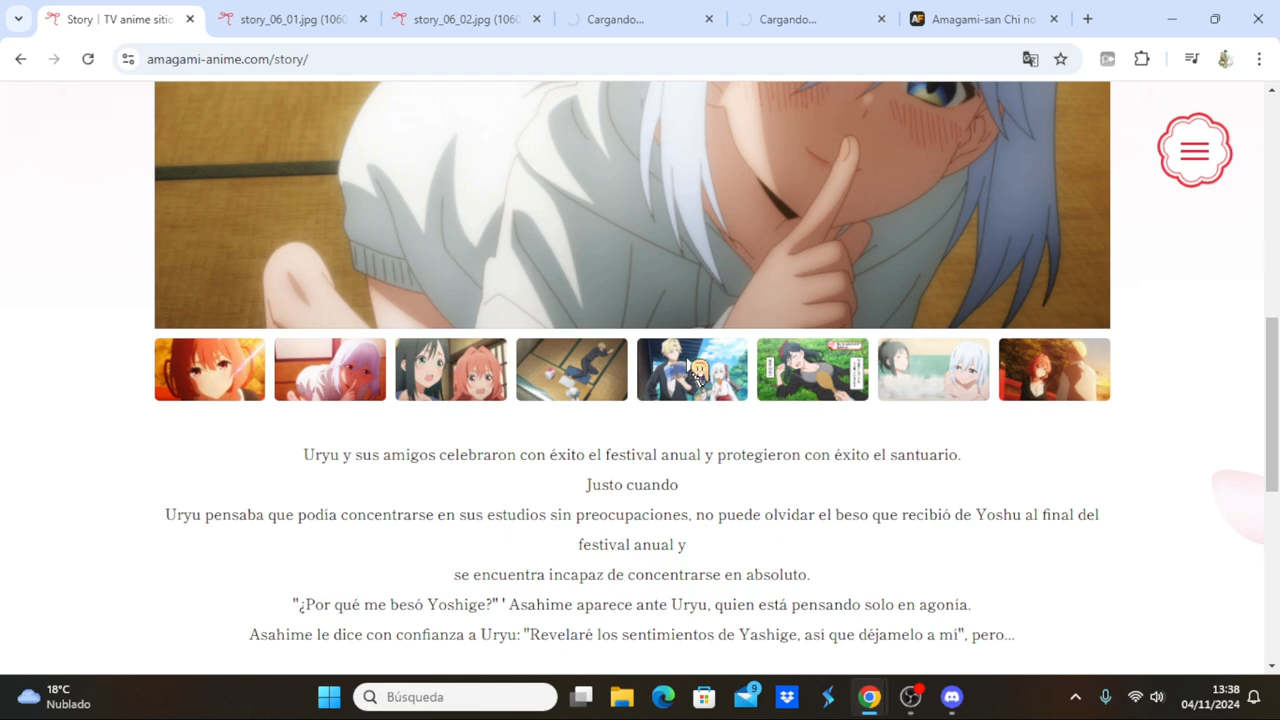 Story | TV anime sitio
story_06_01.jpg (1060
story_06_02.jpg (1060
Cargando...
Cargando...
Amagami-san Chi no
amagami-anime.com/story/
Uryu y sus amigos celebraron con éxito el festival anual y protegieron con éxito el santuario.
Justo cuando
Uryu pensaba que podía concentrarse en sus estudios sin preocupaciones, no puede olvidar el beso que recibió de Yoshu al final del
festival anual y
se encuentra incapaz de concentrarse en absoluto.
"¿Por qué me besó Yoshige?" ' Asahime aparece ante Uryu, quien está pensando solo en agonía.
Asahime le dice con confianza a Uryu: "Revelaré los sentimientos de Yashige, así que déjamelo a mí", pero...
18°C
Nublado
Búsqueda
9
13:38
04/11/2024